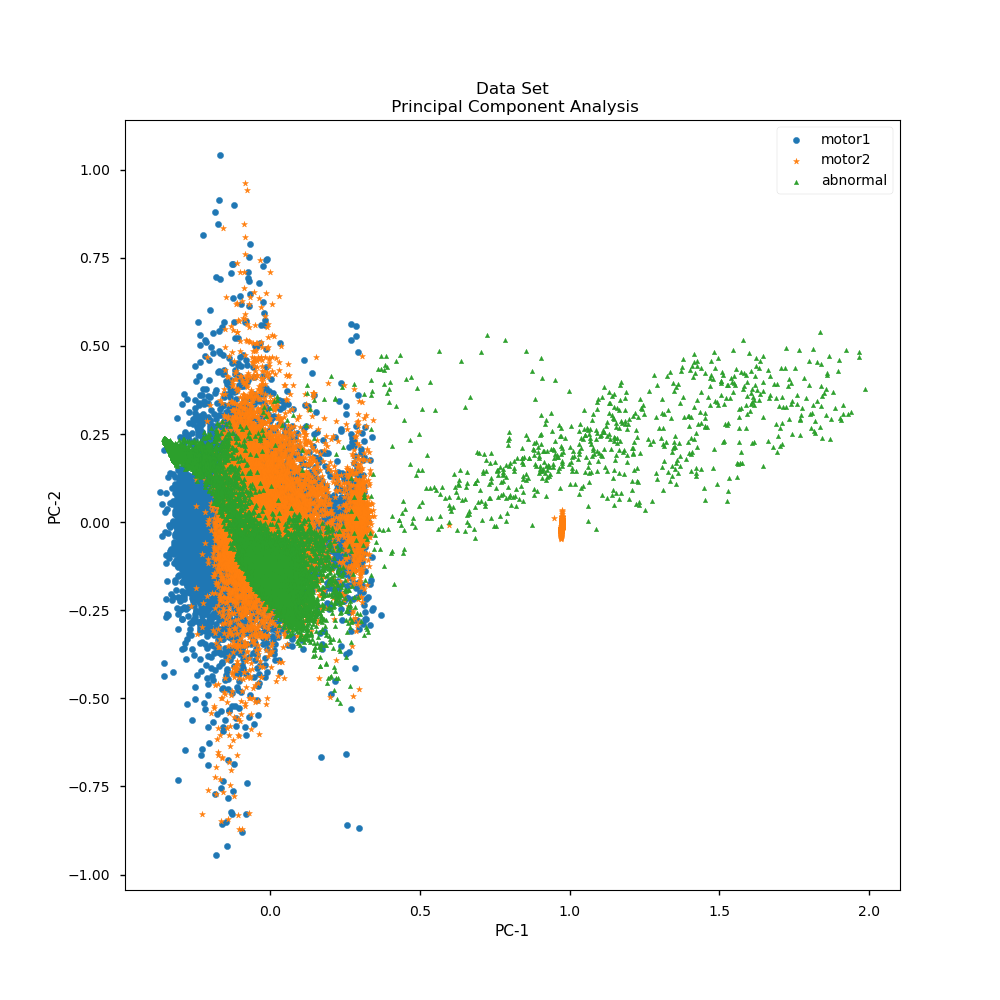 Data Set
Principal Component Analysis
motor1
motor2
abnormal
1.00
0.75
0.50
0.25
0.00
−0.25
−0.50
−0.75
−1.00
PC-2
0.0 0.5 1.0 1.5 2.0
PC-1